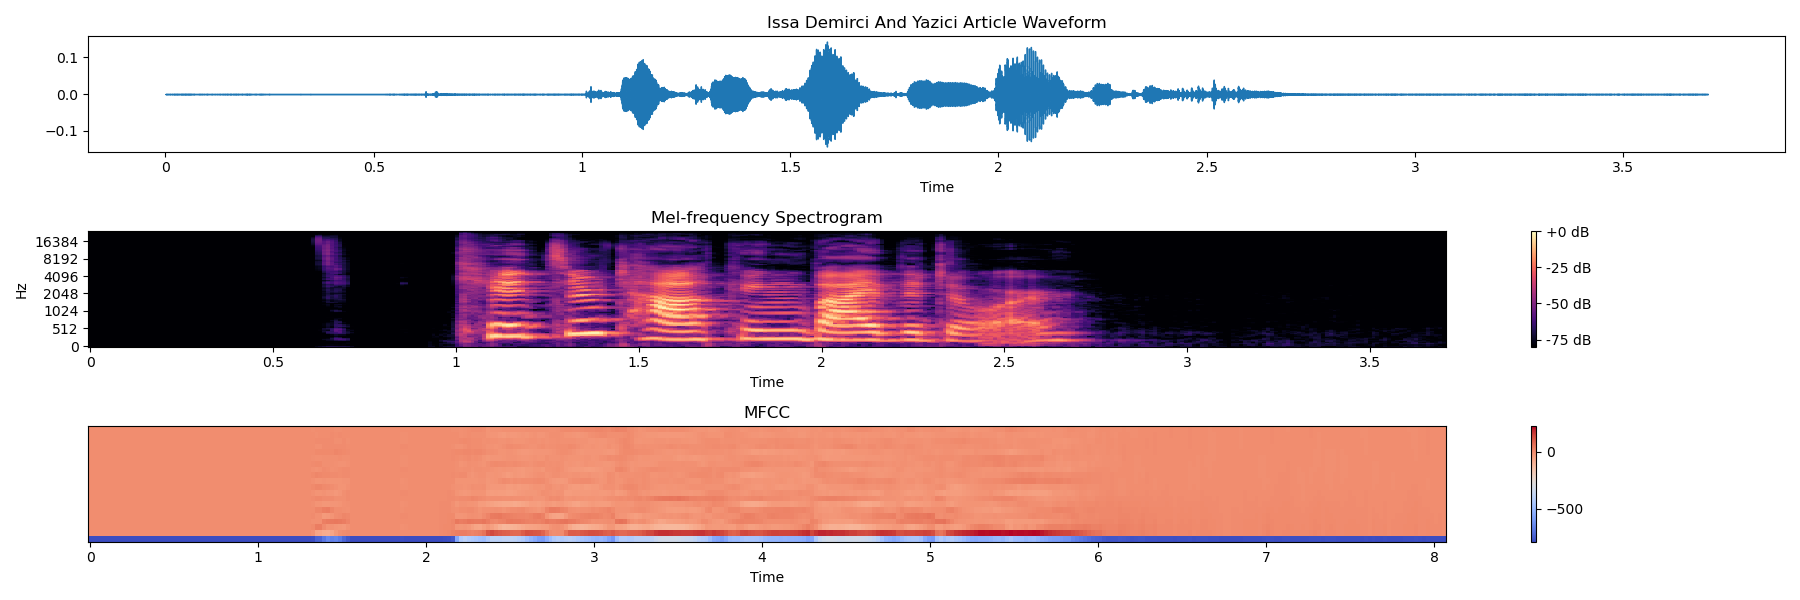 Issa Demirci And Yazici Article Waveform
0.1
0.0
−0.1
0 0.5 1 1.5 2 2.5 3 3.5
Time
Mel-frequency Spectrogram
Hz
16384
8192
4096
2048
1024
512
0
0 0.5 1 1.5 2 2.5 3 3.5
Time
+0 dB
-25 dB
-50 dB
-75 dB
MFCC
0 1 2 3 4 5 6 7 8
Time
0
−500